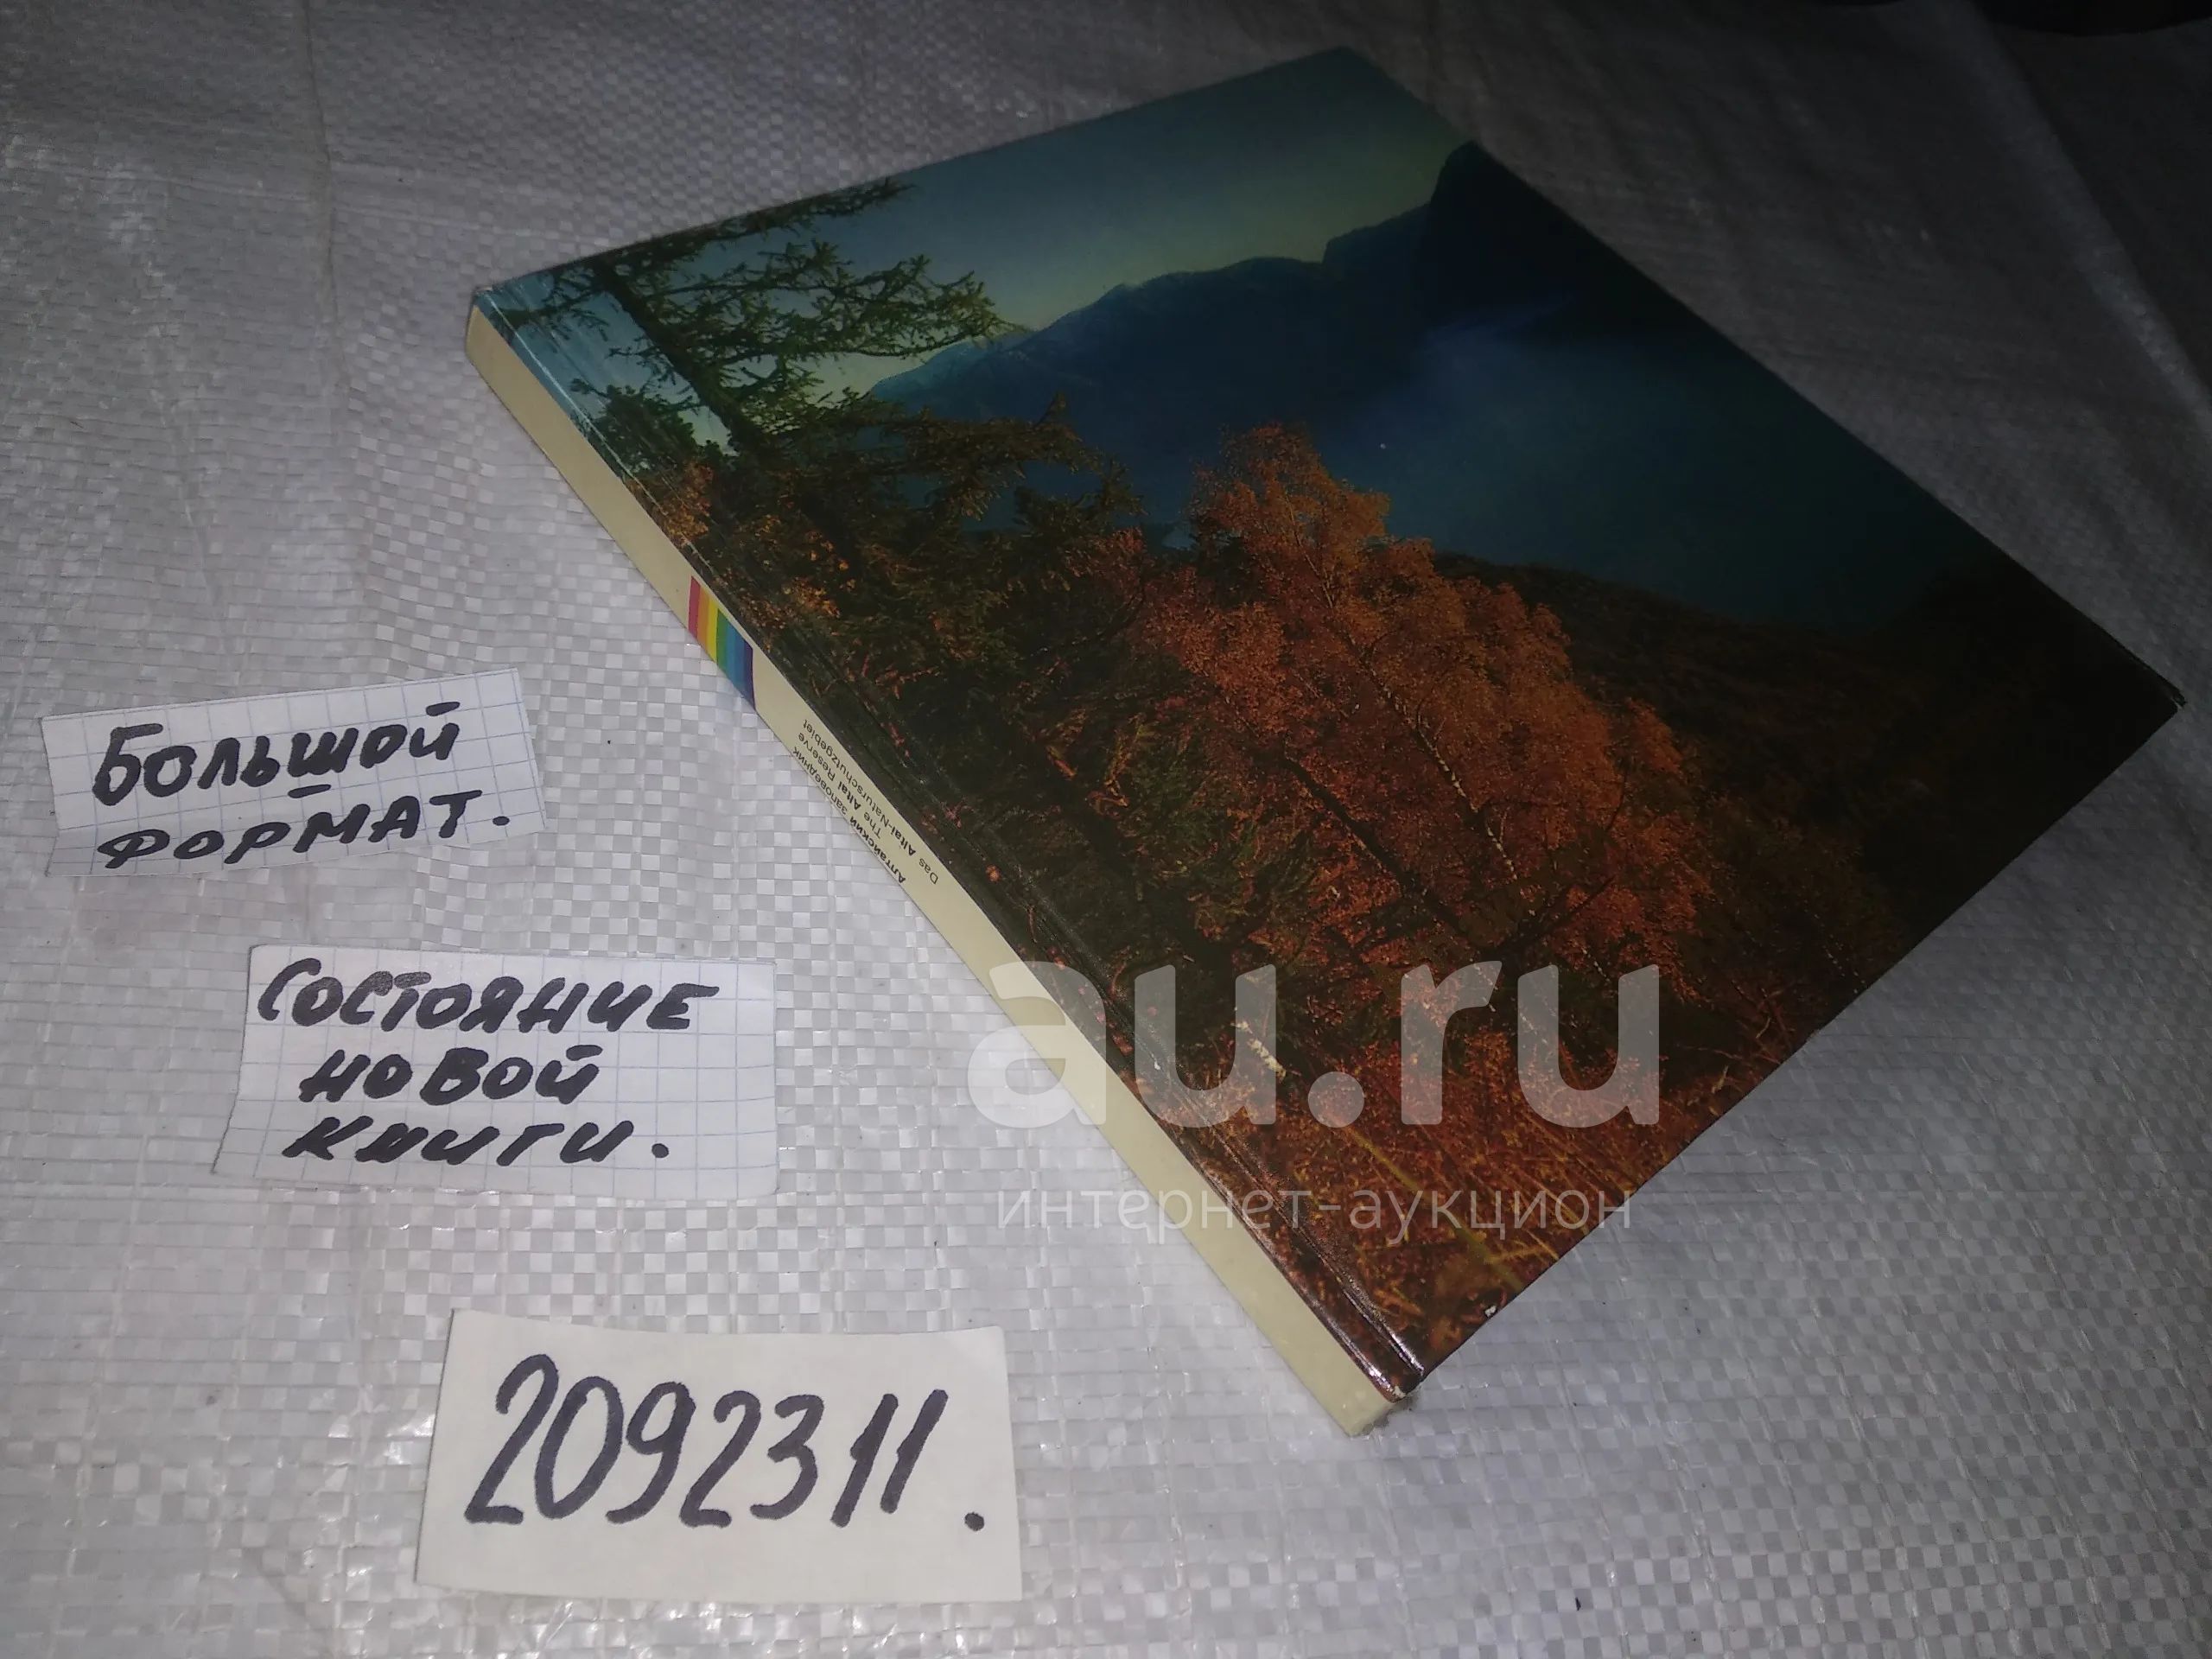 Алтайский заповедник
The Altai Reserve
Das Altai-Naturschutzgebiet
Большой
формат.
Состояние
новой
книги.
2092311.
au.ru
интернет-аукцион